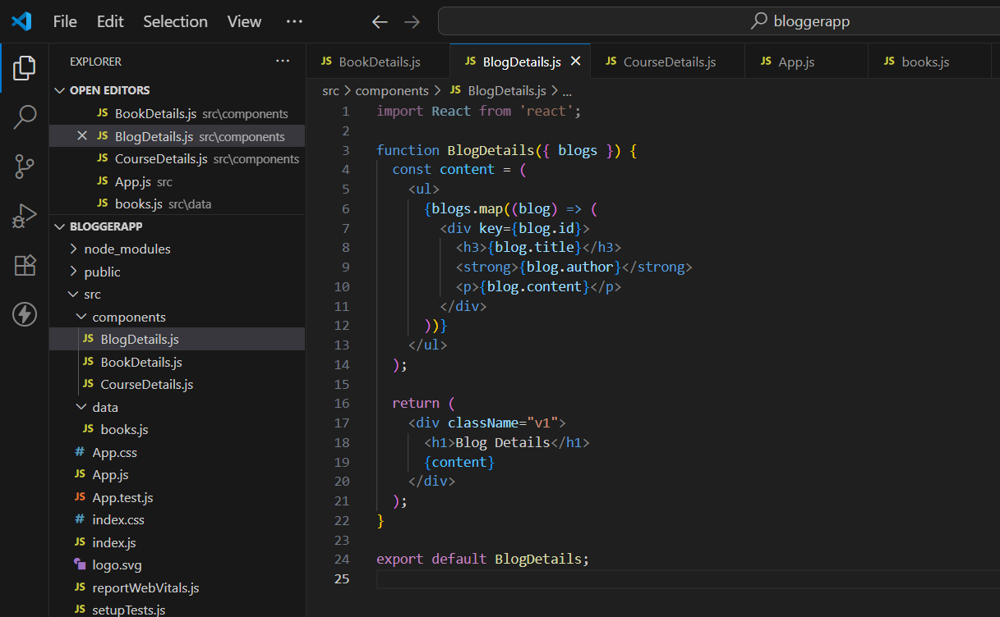 File Edit Selection View ··· bloggerapp
EXPLORER ···
OPEN EDITORS
JS BookDetails.js src\components
JS BlogDetails.js src\components
JS CourseDetails.js src\components
JS App.js src
JS books.js src\data
BLOGGERAPP
node_modules
public
src
components
JS BlogDetails.js
JS BookDetails.js
JS CourseDetails.js
data
JS books.js
# App.css
JS App.js
JS App.test.js
# index.css
JS index.js
logo.svg
JS reportWebVitals.js
JS setupTests.js
JS BookDetails.js JS BlogDetails.js JS CourseDetails.js JS App.js JS books.js
src > components > JS BlogDetails.js > ...
1 import React from 'react';
2
3 function BlogDetails({ blogs }) {
4 const content = (
5 <ul>
6 {blogs.map((blog) => (
7 <div key={blog.id}>
8 <h3>{blog.title}</h3>
9 <strong>{blog.author}</strong>
10 <p>{blog.content}</p>
11 </div>
12 ))}
13 </ul>
14 );
15
16 return (
17 <div className="v1">
18 <h1>Blog Details</h1>
19 {content}
20 </div>
21 );
22 }
23
24 export default BlogDetails;
25